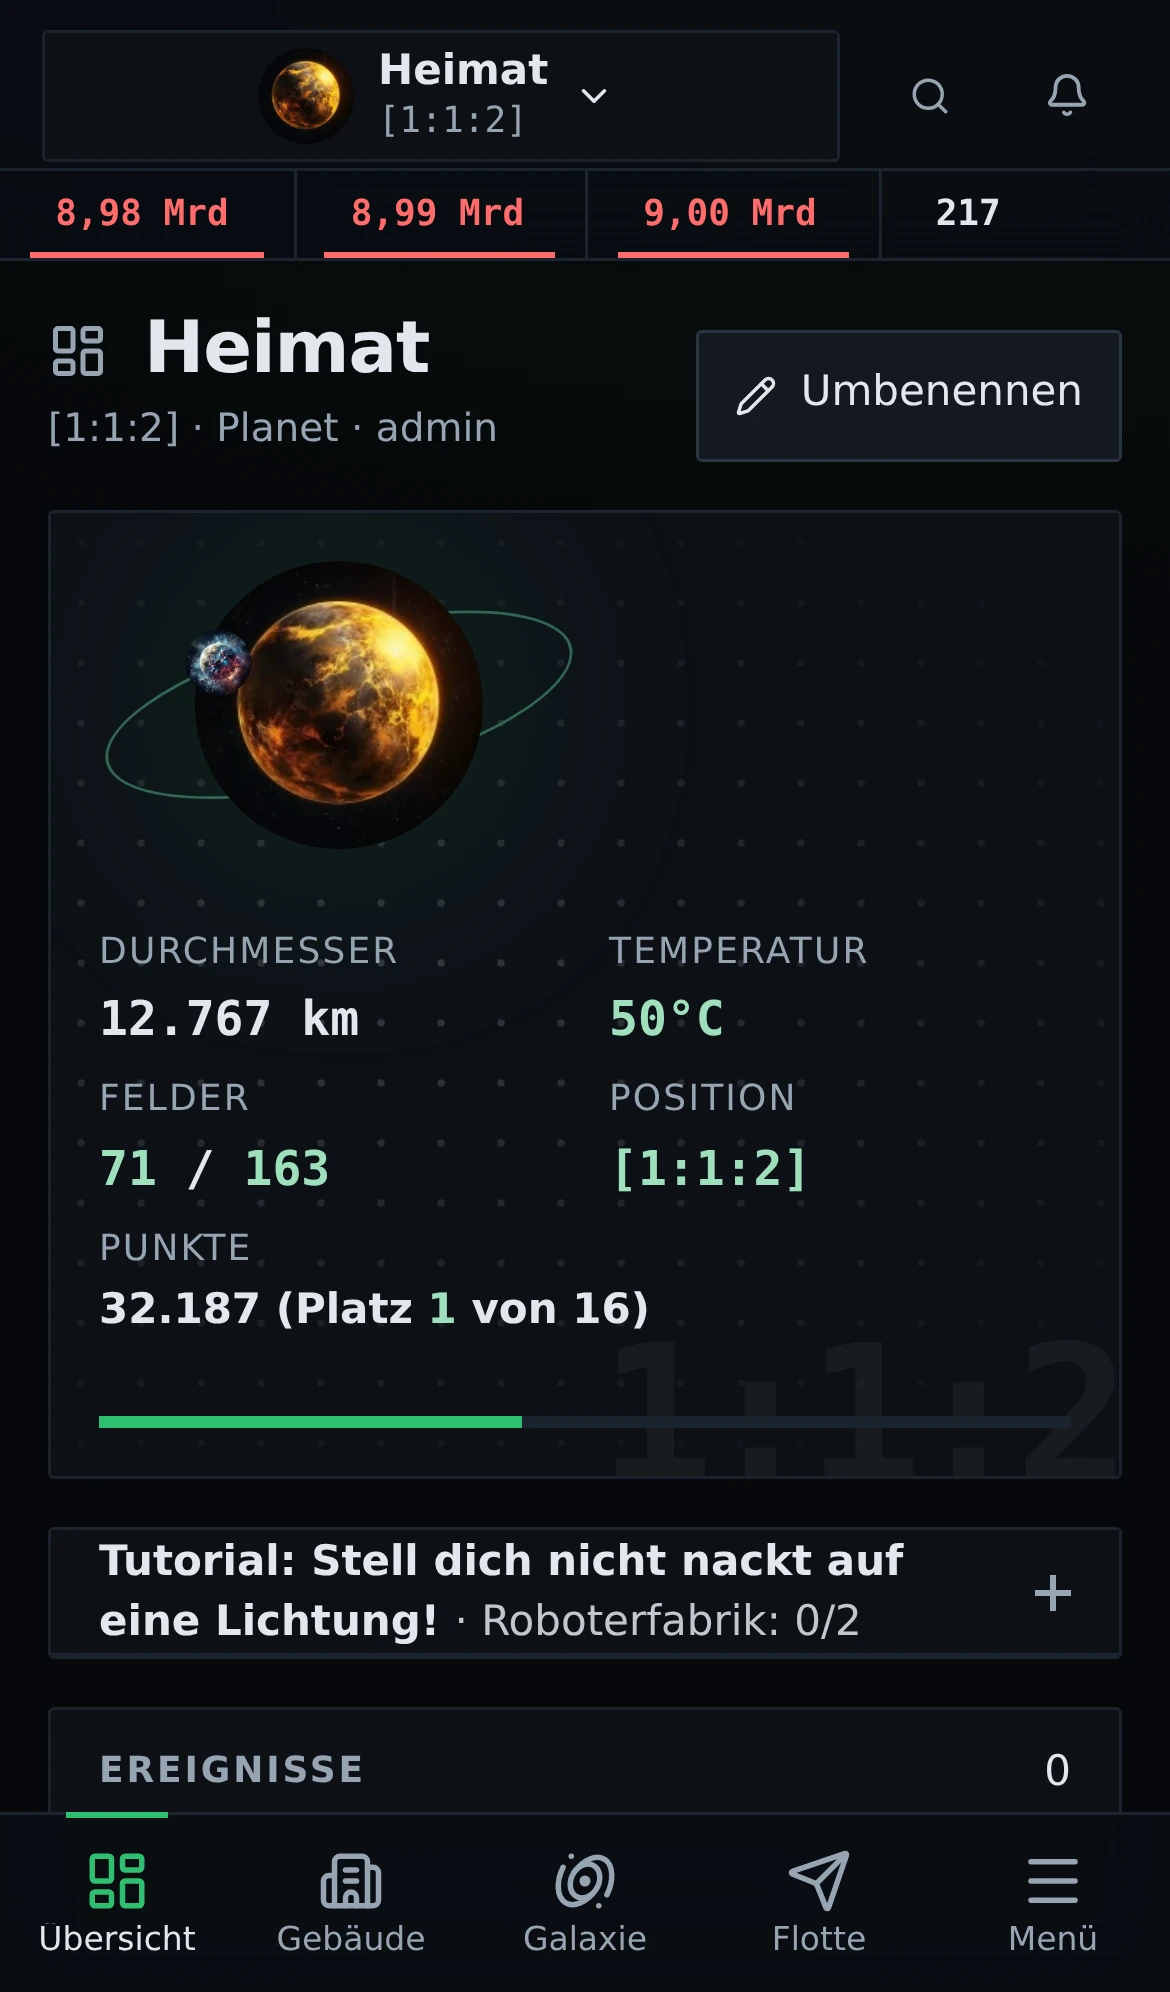 Heimat
[1:1:2]
8,98 Mrd
8,99 Mrd
9,00 Mrd
217
Heimat
[1:1:2] · Planet · admin
Umbenennen
DURCHMESSER
12.767 km
TEMPERATUR
50°C
FELDER
71 / 163
POSITION
[1:1:2]
PUNKTE
32.187 (Platz 1 von 16)
1:1:2
Tutorial: Stell dich nicht nackt auf
eine Lichtung! · Roboterfabrik: 0/2
EREIGNISSE
0
Übersicht
Gebäude
Galaxie
Flotte
Menü